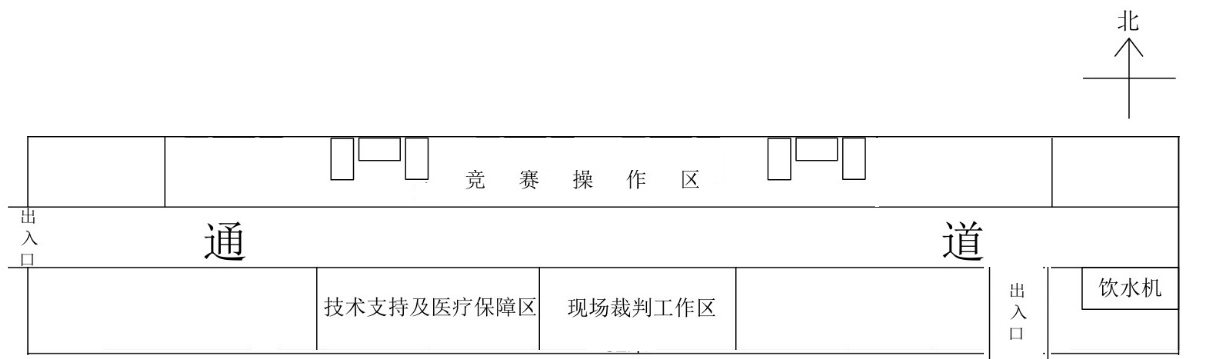 北
竞赛操作区
出入口
通道
技术支持及医疗保障区
现场裁判工作区
出入口
饮水机